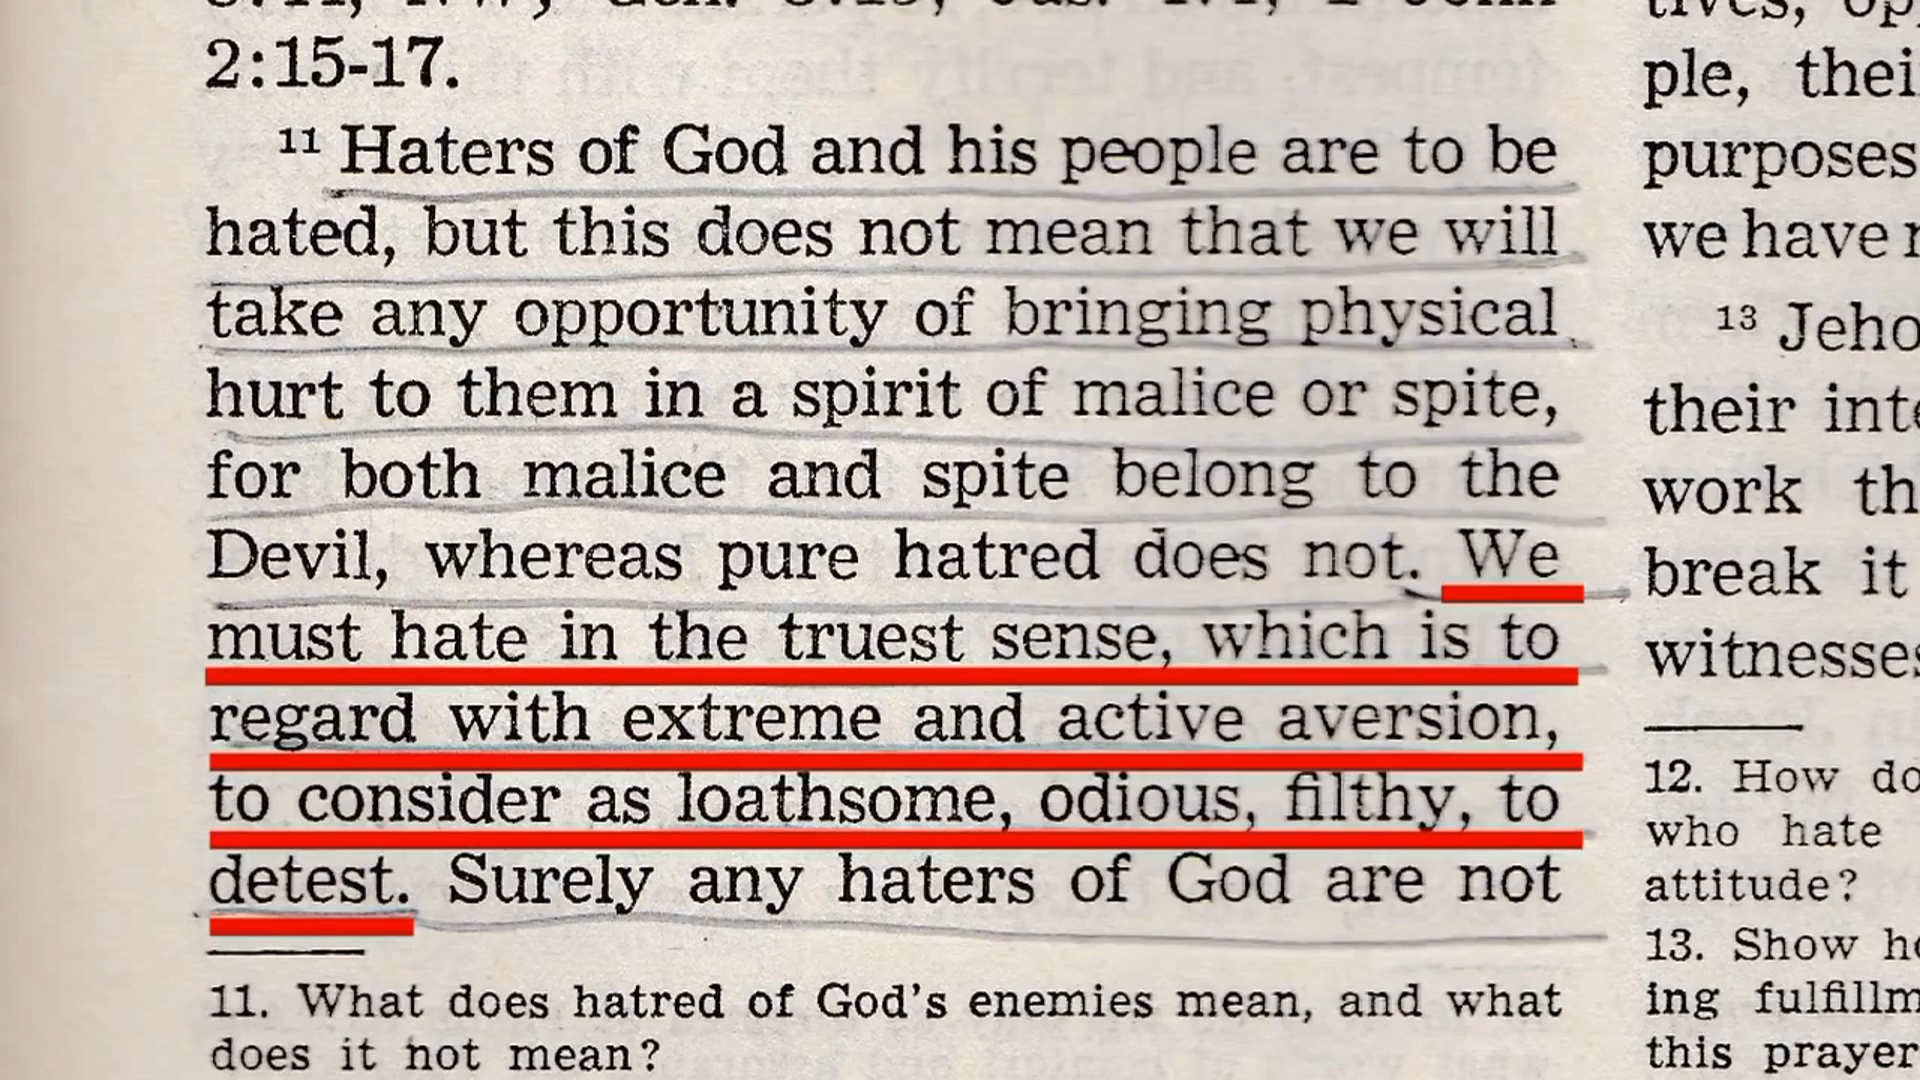 2:15-17.
11 Haters of God and his people are to be
hated, but this does not mean that we will
take any opportunity of bringing physical
hurt to them in a spirit of malice or spite,
for both malice and spite belong to the
Devil, whereas pure hatred does not. We
must hate in the truest sense, which is to
regard with extreme and active aversion,
to consider as loathsome, odious, filthy, to
detest. Surely any haters of God are not
11. What does hatred of God's enemies mean, and what
does it not mean?
ple, thei
purposes
we have
13 Jeho
their inte
work th
break it
witnesses
12. How do
who hate
attitude?
13. Show ho
ing fulfillm
this prayer